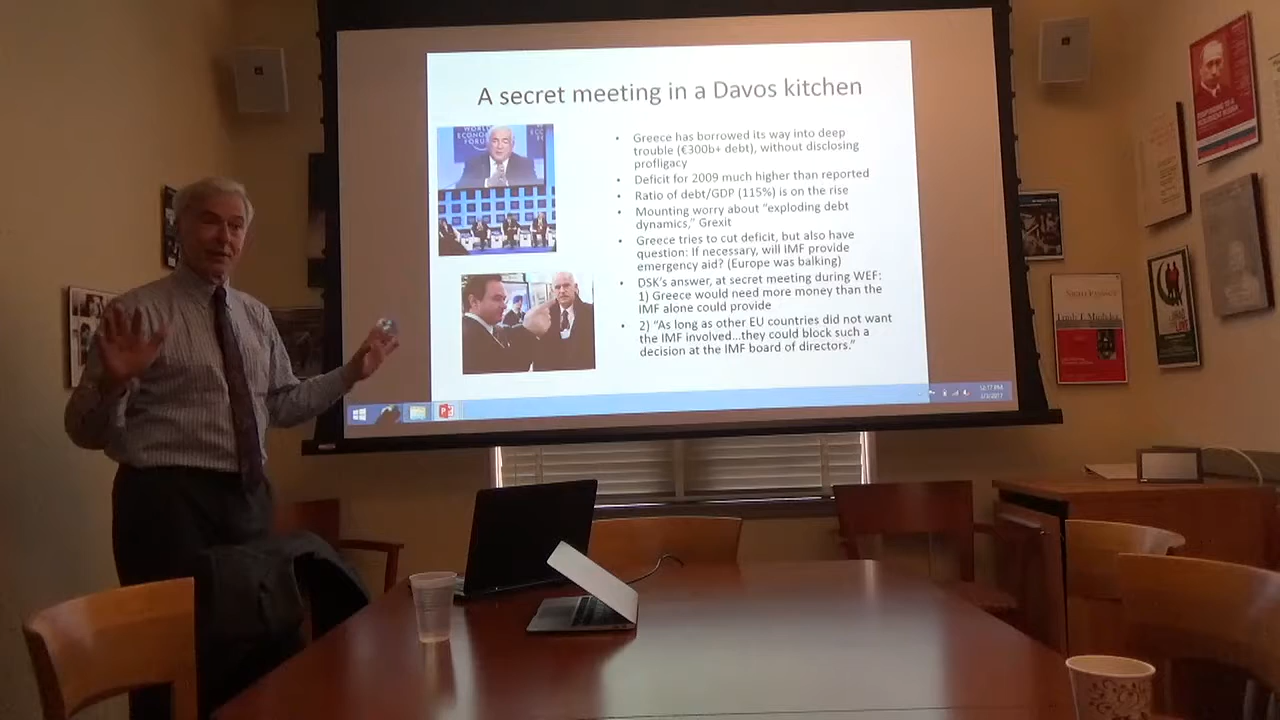 A secret meeting in a Davos kitchen
WORLD
ECONOMIC
FORUM
• Greece has borrowed its way into deep
trouble (€300b+ debt), without disclosing
profligacy
• Deficit for 2009 much higher than reported
• Ratio of debt/GDP (115%) is on the rise
• Mounting worry about “exploding debt
dynamics,” Grexit
• Greece tries to cut deficit, but also have
question: If necessary, will IMF provide
emergency aid? (Europe was balking)
• DSK’s answer, at secret meeting during WEF:
1) Greece would need more money than the
IMF alone could provide
• 2) “As long as other EU countries did not want
the IMF involved...they could block such a
decision at the IMF board of directors.”